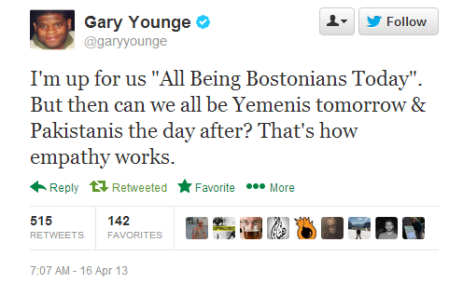 Gary Younge
@garyyounge
Follow
I'm up for us "All Being Bostonians Today".
But then can we all be Yemenis tomorrow &
Pakistanis the day after? That's how
empathy works.
Reply Retweeted Favorite More
515 142
RETWEETS FAVORITES
7:07 AM - 16 Apr 13